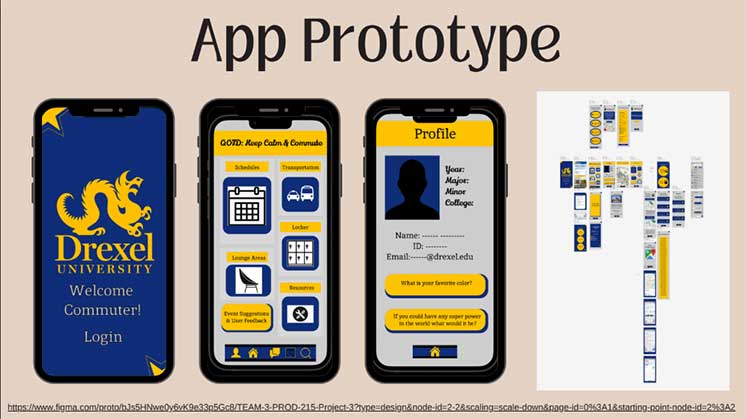 App Prototype
Drexel
UNIVERSITY
Welcome
Commuter!
Login
QOTD: Keep Calm & Commute
Schedules
Transportation
Locker
Lounge Areas
Resources
Event Suggestions
& User Feedback
Profile
Year:
Major:
Minor
College:
Name: ------ ---------
ID: --------
Email:------@drexel.edu
What is your favorite color?
If you could have any super power
in the world what would it be?
https://www.figma.com/proto/bJs5HNwe0y6vK9e33p5Gc8/TEAM-3-PROD-215-Project-3?type=design&node-id=2-2&scaling=scale-down&page-id=0%3A1&starting-point-node-id=2%3A2